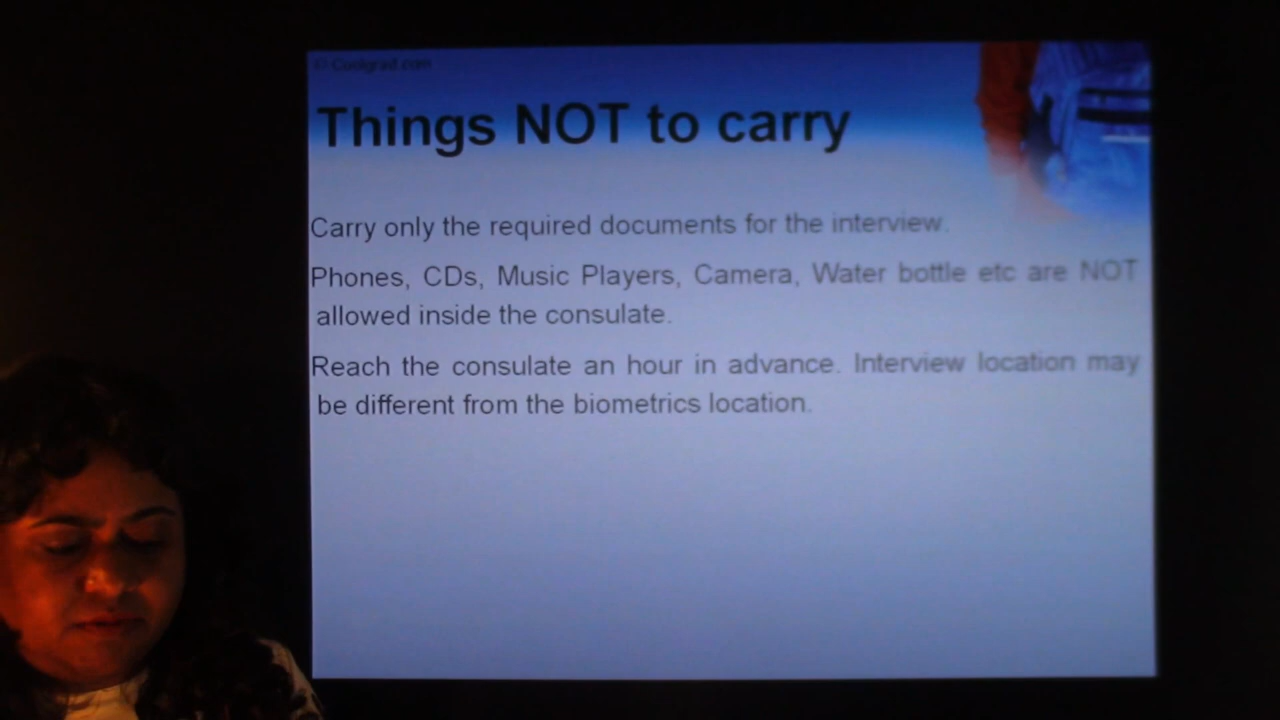 © Coolgrad.com
Things NOT to carry
Carry only the required documents for the interview.
Phones, CDs, Music Players, Camera, Water bottle etc are NOT
allowed inside the consulate.
Reach the consulate an hour in advance. Interview location may
be different from the biometrics location.